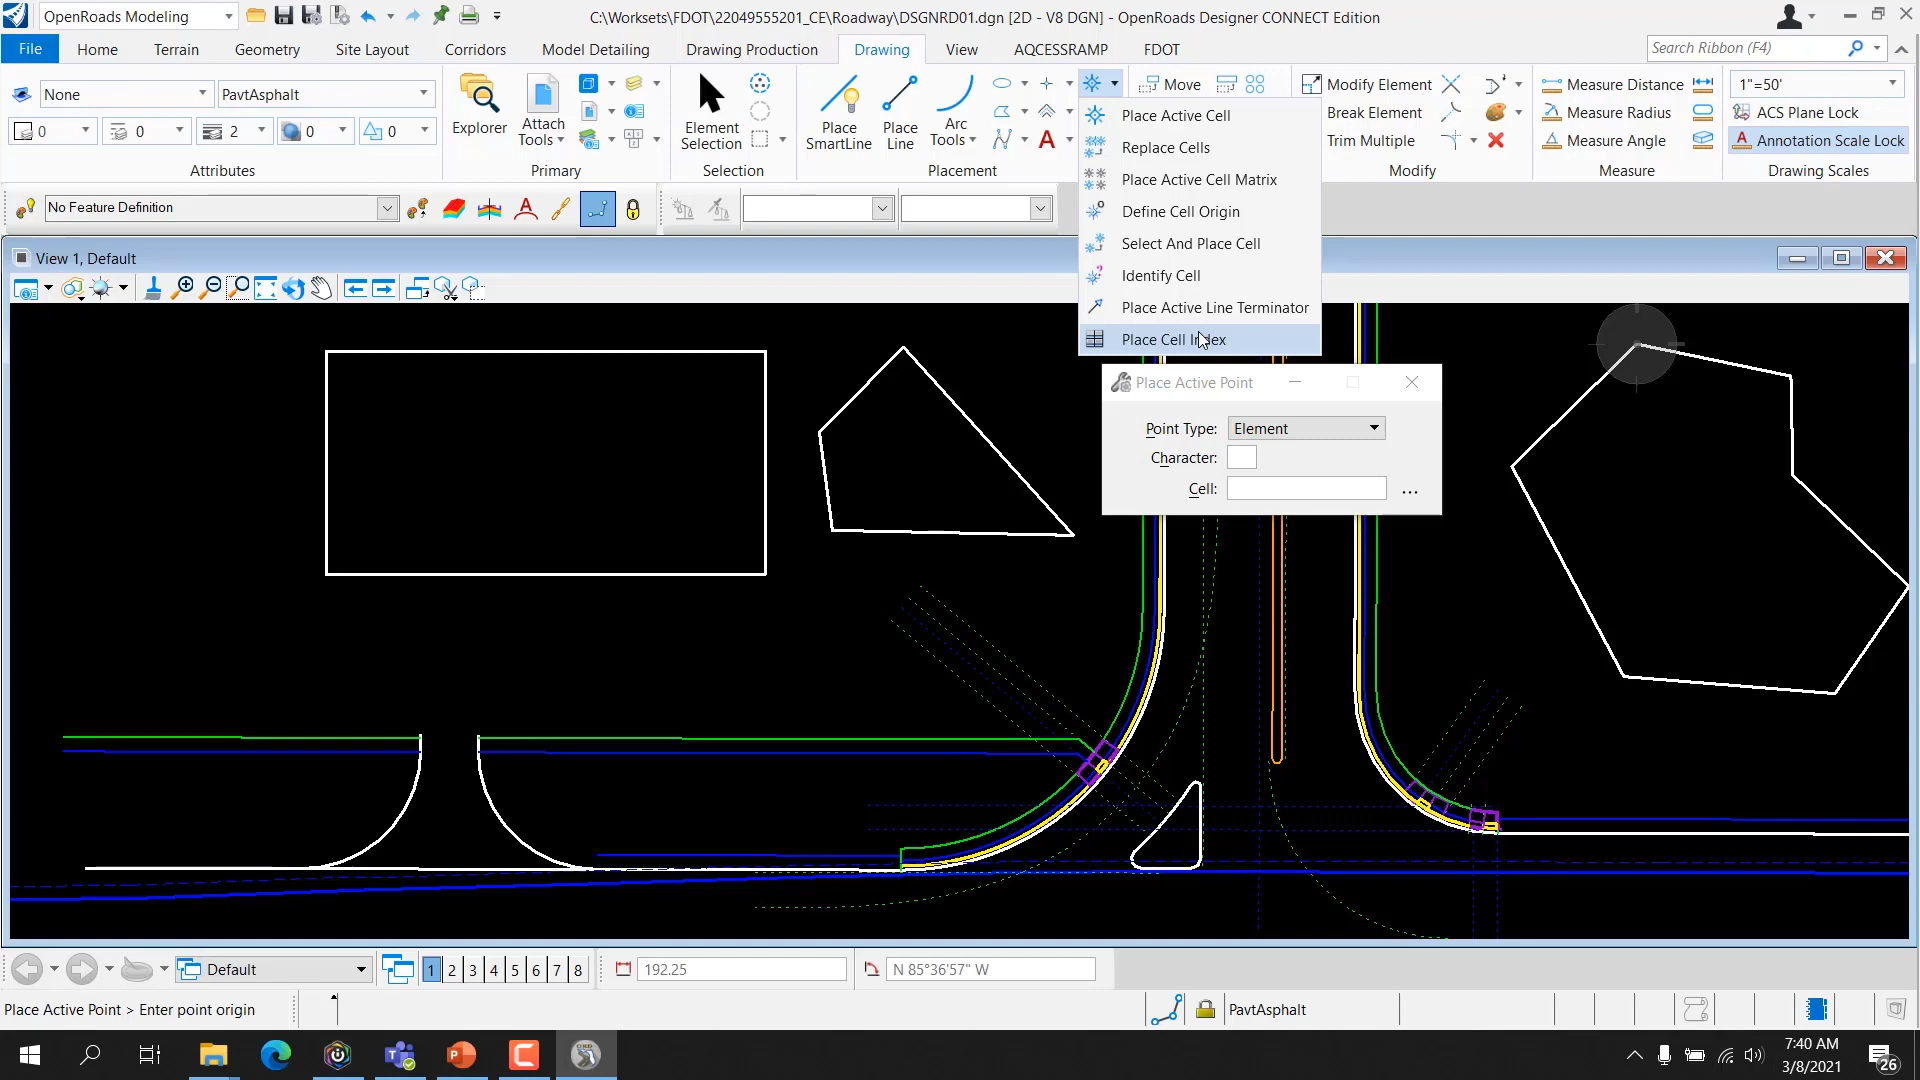 OpenRoads Modeling
C:\Worksets\FDOT\22049555201_CE\Roadway\DSGNRD01.dgn [2D - V8 DGN] - OpenRoads Designer CONNECT Edition
File
Home
Terrain
Geometry
Site Layout
Corridors
Model Detailing
Drawing Production
Drawing
View
AQCESSRAMP
FDOT
Search Ribbon (F4)
None
PavtAsphalt
0
0
2
0
0
Attributes
Explorer
Attach
Tools
Primary
Element
Selection
Selection
Place
SmartLine
Place
Line
Arc
Tools
A
Placement
Move
Modify Element
Break Element
Trim Multiple
Modify
Measure Distance
Measure Radius
Measure Angle
Measure
1"=50'
ACS Plane Lock
Annotation Scale Lock
Drawing Scales
Place Active Cell
Replace Cells
Place Active Cell Matrix
Define Cell Origin
Select And Place Cell
Identify Cell
Place Active Line Terminator
Place Cell Index
No Feature Definition
View 1, Default
Place Active Point
Point Type:
Element
Character:
Cell:
...
Default
1 2 3 4 5 6 7 8
192.25
N 85°36'57" W
Place Active Point > Enter point origin
PavtAsphalt
7:40 AM
3/8/2021
26